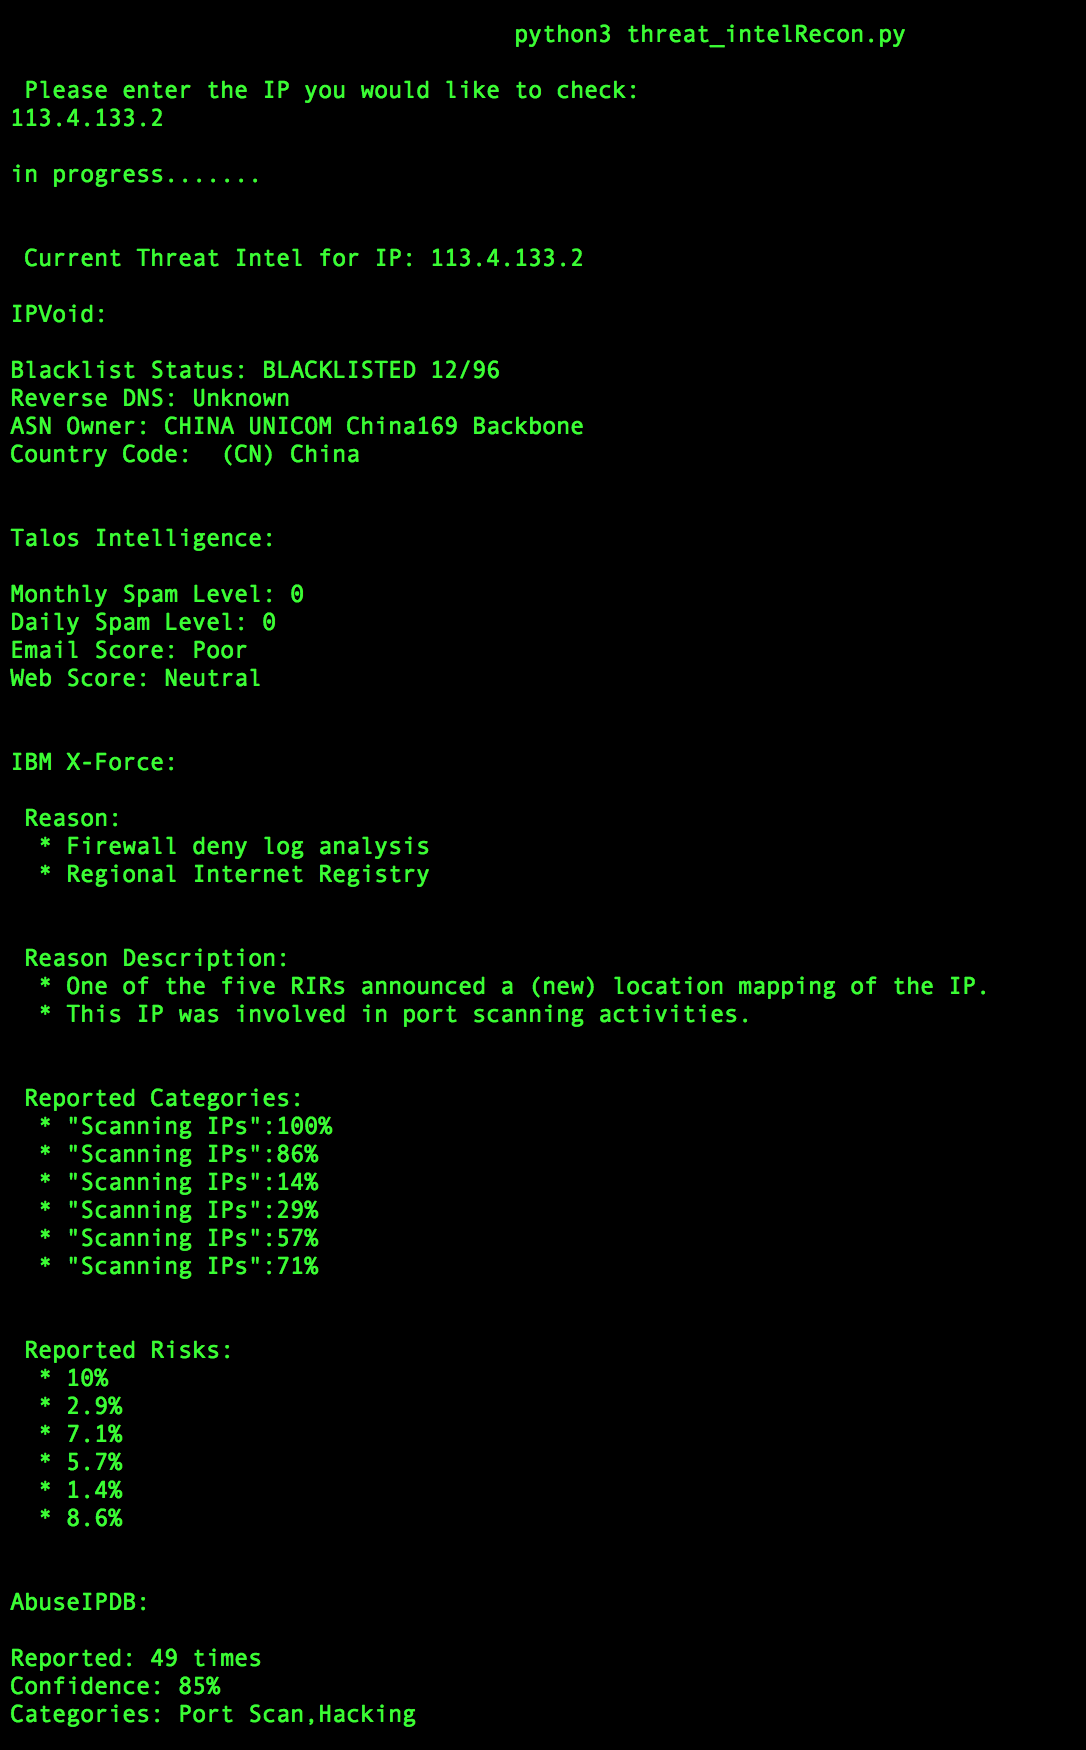 python3 threat_intelRecon.py
Please enter the IP you would like to check:
113.4.133.2
in progress.......
Current Threat Intel for IP: 113.4.133.2
IPVoid:
Blacklist Status: BLACKLISTED 12/96
Reverse DNS: Unknown
ASN Owner: CHINA UNICOM China169 Backbone
Country Code:  (CN) China
Talos Intelligence:
Monthly Spam Level: 0
Daily Spam Level: 0
Email Score: Poor
Web Score: Neutral
IBM X-Force:
Reason:
* Firewall deny log analysis
* Regional Internet Registry
Reason Description:
* One of the five RIRs announced a (new) location mapping of the IP.
* This IP was involved in port scanning activities.
Reported Categories:
* "Scanning IPs":100%
* "Scanning IPs":86%
* "Scanning IPs":14%
* "Scanning IPs":29%
* "Scanning IPs":57%
* "Scanning IPs":71%
Reported Risks:
* 10%
* 2.9%
* 7.1%
* 5.7%
* 1.4%
* 8.6%
AbuseIPDB:
Reported: 49 times
Confidence: 85%
Categories: Port Scan,Hacking